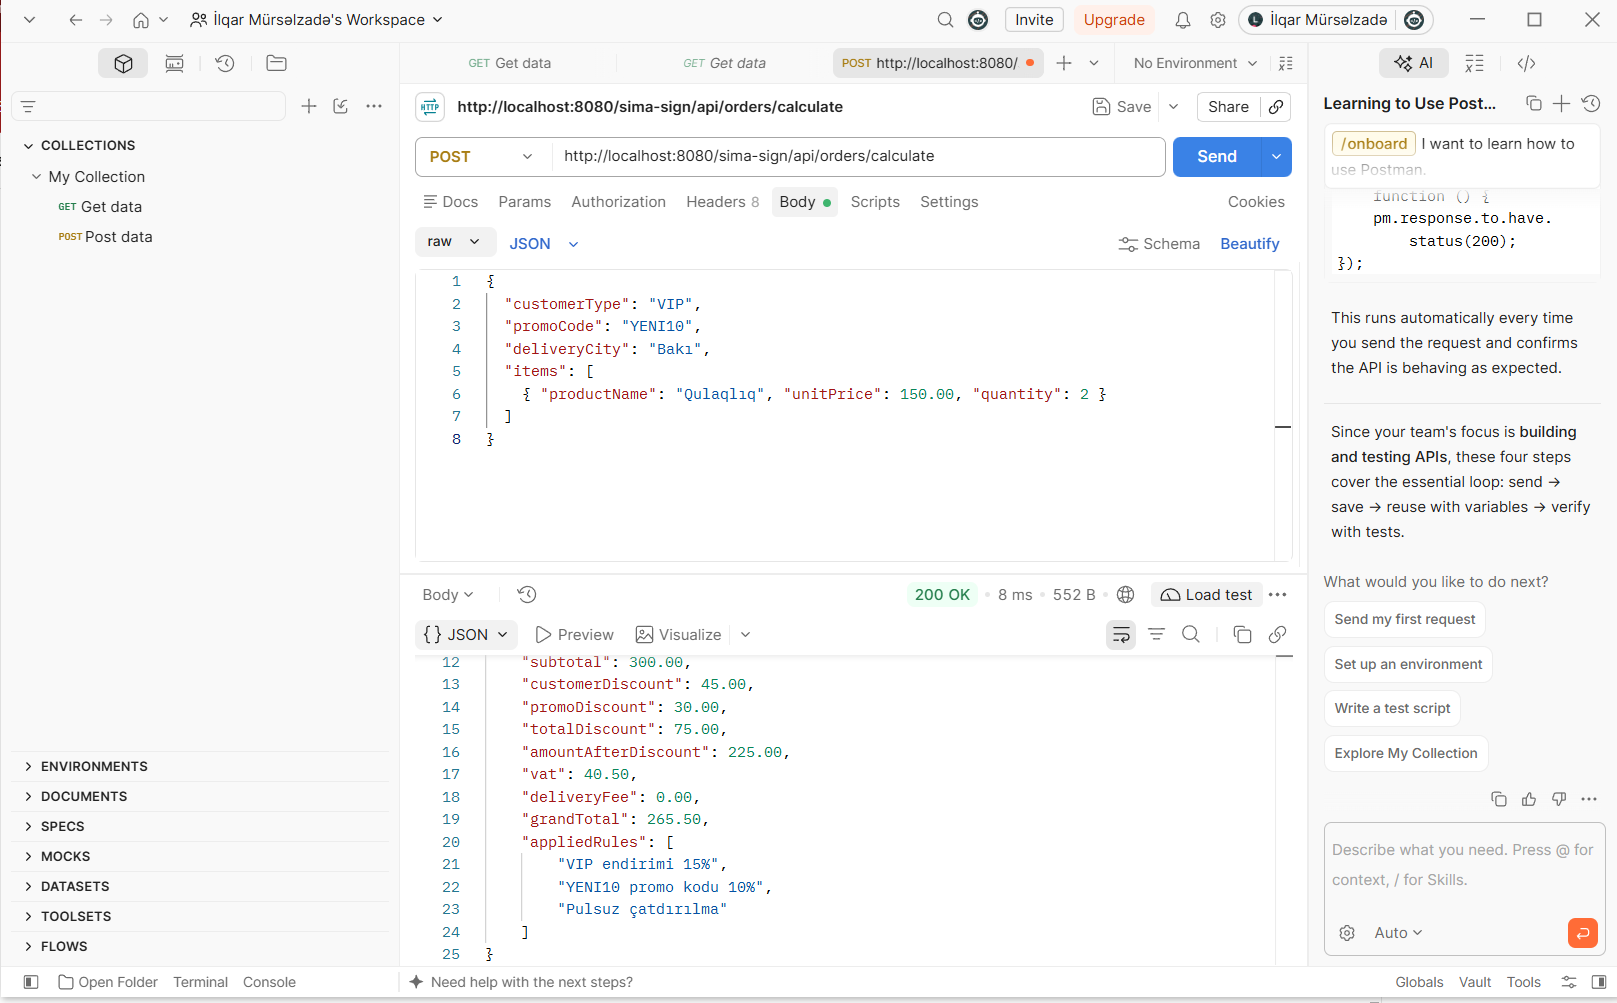 İlqar Mürsəlzadə's Workspace
Invite
Upgrade
L
İlqar Mürsəlzadə
GET Get data
GET Get data
POST http://localhost:8080/
No Environment
AI
HTTP
http://localhost:8080/sima-sign/api/orders/calculate
Save
Share
POST
http://localhost:8080/sima-sign/api/orders/calculate
Send
Docs
Params
Authorization
Headers 8
Body
Scripts
Settings
Cookies
raw
JSON
Schema
Beautify
COLLECTIONS
My Collection
GET Get data
POST Post data
1 {
2 "customerType": "VIP",
3 "promoCode": "YENI10",
4 "deliveryCity": "Bakı",
5 "items": [
6 { "productName": "Qulaqlıq", "unitPrice": 150.00, "quantity": 2 }
7 ]
8 }
Body
200 OK
8 ms
552 B
Load test
{} JSON
Preview
Visualize
12 "subtotal": 300.00,
13 "customerDiscount": 45.00,
14 "promoDiscount": 30.00,
15 "totalDiscount": 75.00,
16 "amountAfterDiscount": 225.00,
17 "vat": 40.50,
18 "deliveryFee": 0.00,
19 "grandTotal": 265.50,
20 "appliedRules": [
21 "VIP endirimi 15%",
22 "YENI10 promo kodu 10%",
23 "Pulsuz çatdırılma"
24 ]
25 }
ENVIRONMENTS
DOCUMENTS
SPECS
MOCKS
DATASETS
TOOLSETS
FLOWS
Learning to Use Post...
/onboard I want to learn how to
use Postman.
function () {
pm.response.to.have.
status(200);
});
This runs automatically every time
you send the request and confirms
the API is behaving as expected.
Since your team's focus is building
and testing APIs, these four steps
cover the essential loop: send →
save → reuse with variables → verify
with tests.
What would you like to do next?
Send my first request
Set up an environment
Write a test script
Explore My Collection
Describe what you need. Press @ for
context, / for Skills.
Auto
Open Folder
Terminal
Console
Need help with the next steps?
Globals
Vault
Tools